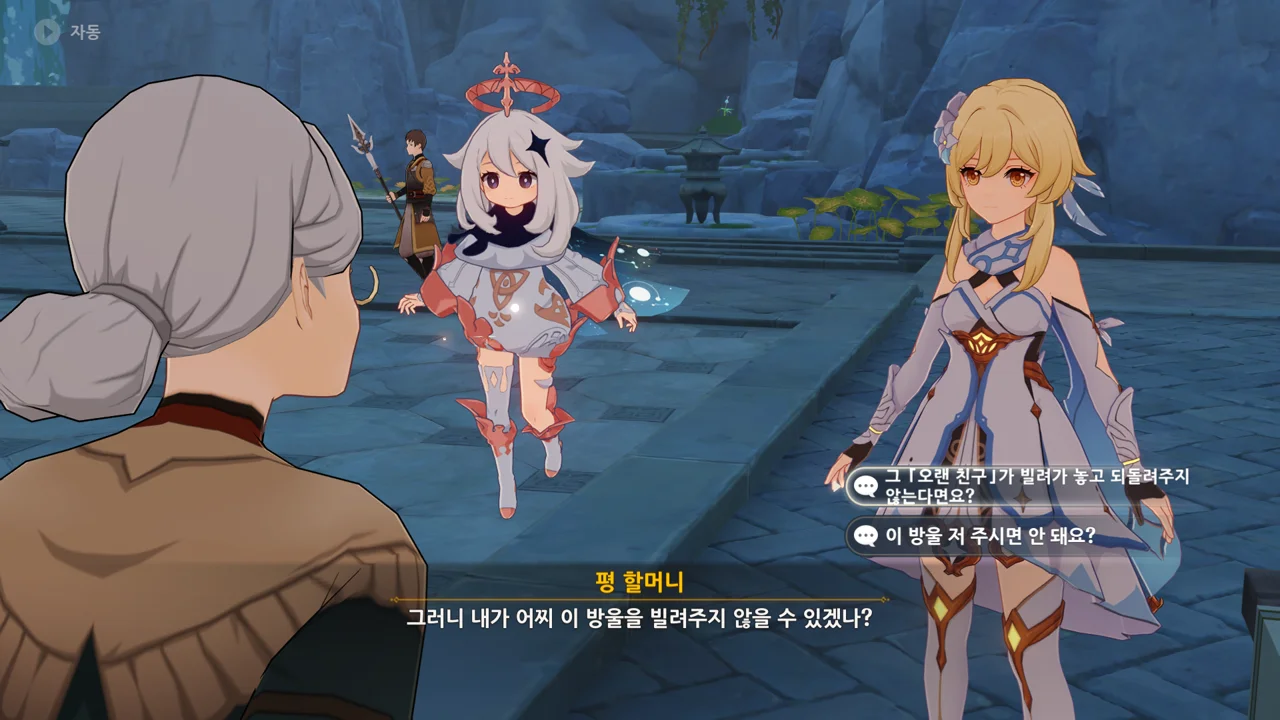 자동
그 「오랜 친구」가 빌려가 놓고 되돌려주지
않는다면요?
이 방울 저 주시면 안 돼요?
평 할머니
그러니 내가 어찌 이 방울을 빌려주지 않을 수 있겠나?